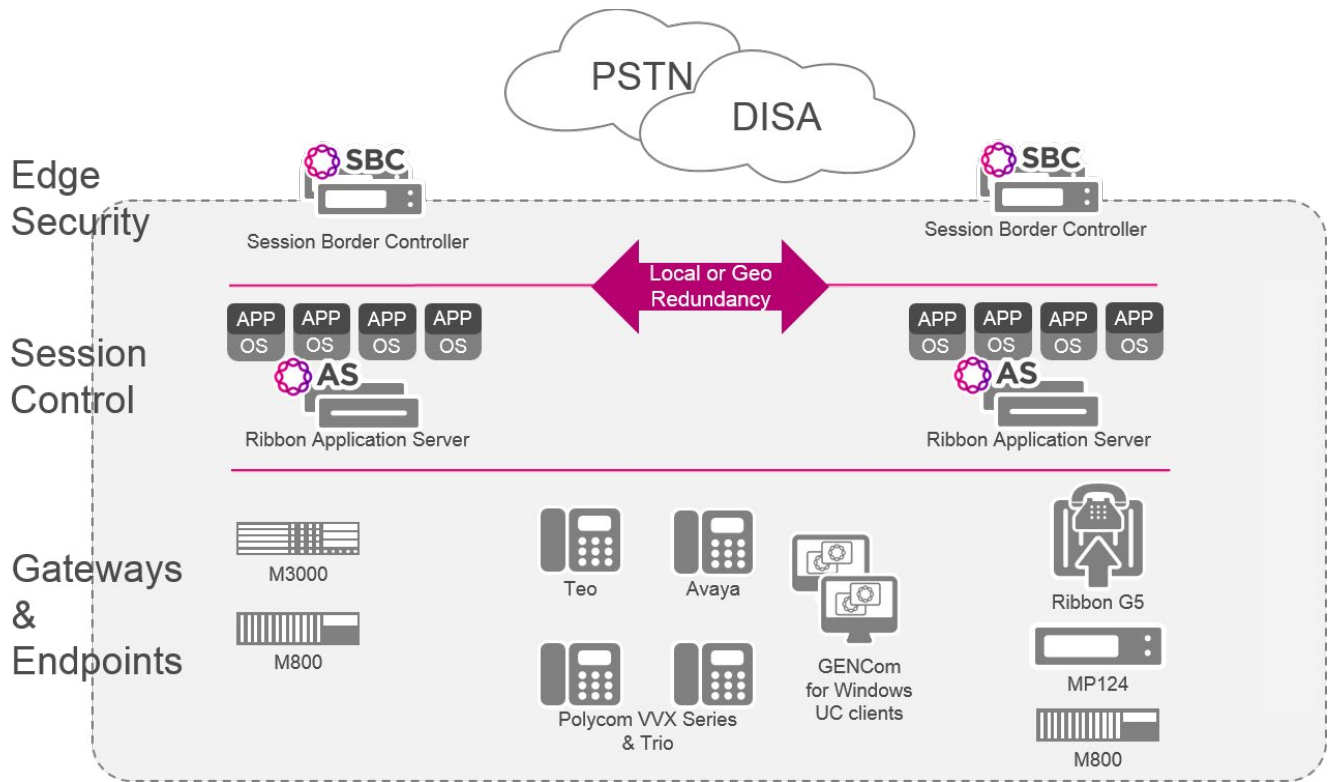 PSTN
DISA
Edge
Security
SBC
Session Border Controller
SBC
Session Border Controller
Local or Geo
Redundancy
Session
Control
APP APP APP APP
OS OS OS OS
AS
Ribbon Application Server
APP APP APP APP
OS OS OS OS
AS
Ribbon Application Server
Gateways
&
Endpoints
M3000
M800
Teo
Avaya
Polycom VVX Series
& Trio
GENCom
for Windows
UC clients
Ribbon G5
MP124
M800